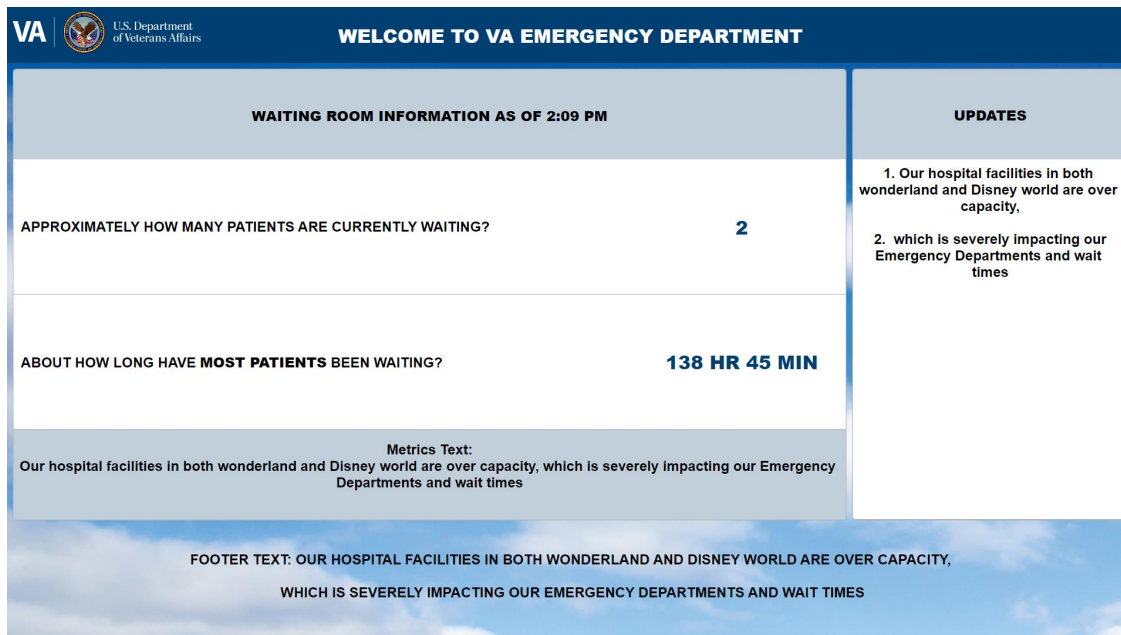 VA
U.S. Department
of Veterans Affairs
WELCOME TO VA EMERGENCY DEPARTMENT
WAITING ROOM INFORMATION AS OF 2:09 PM
APPROXIMATELY HOW MANY PATIENTS ARE CURRENTLY WAITING?
2
ABOUT HOW LONG HAVE MOST PATIENTS BEEN WAITING?
138 HR 45 MIN
Metrics Text:
Our hospital facilities in both wonderland and Disney world are over capacity, which is severely impacting our Emergency
Departments and wait times
UPDATES
1. Our hospital facilities in both
wonderland and Disney world are over
capacity,
2. which is severely impacting our
Emergency Departments and wait
times
FOOTER TEXT: OUR HOSPITAL FACILITIES IN BOTH WONDERLAND AND DISNEY WORLD ARE OVER CAPACITY,
WHICH IS SEVERELY IMPACTING OUR EMERGENCY DEPARTMENTS AND WAIT TIMES